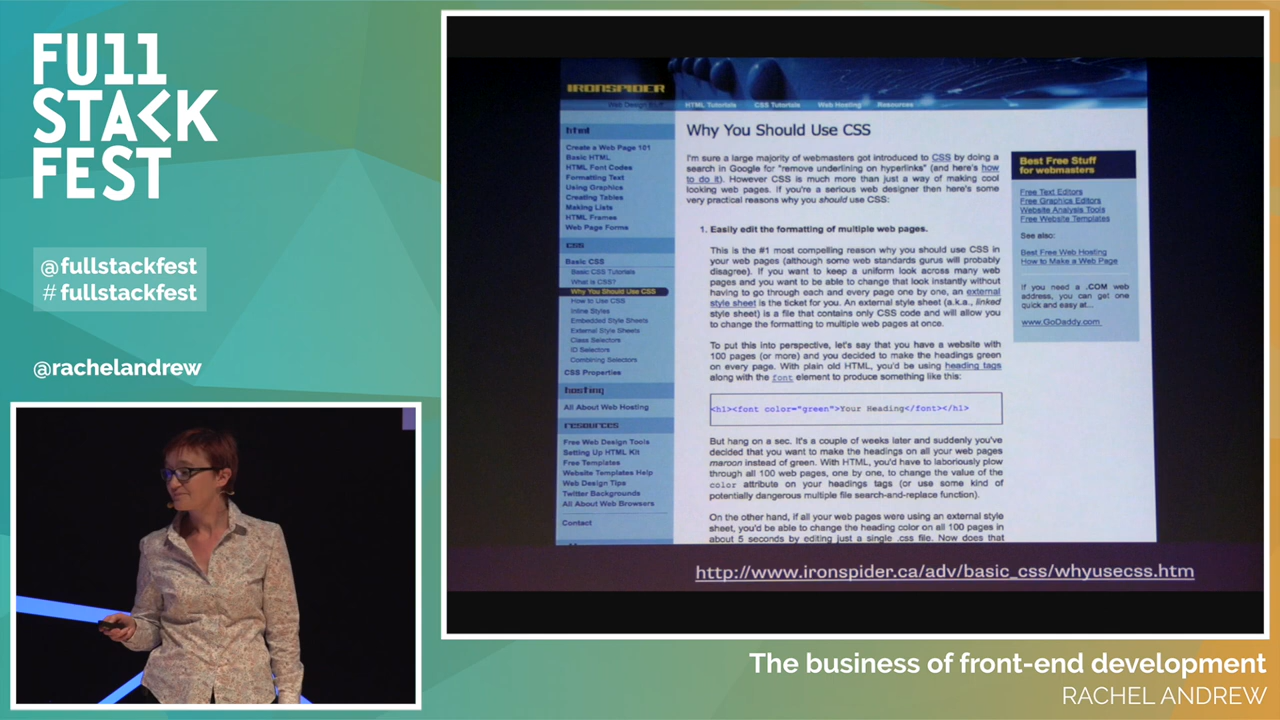 FULL
STACK
FEST
@fullstackfest
# fullstackfest
@rachelandrew
IRONSPIDER
Web Design Stuff
HTML Tutorials
CSS Tutorials
Web Hosting
Resources
html
Create a Web Page 101
Basic HTML
HTML Font Codes
Formatting Text
Using Graphics
Creating Tables
Making Lists
HTML Frames
Web Page Forms
css
Basic CSS
Basic CSS Tutorials
What is CSS?
Why You Should Use CSS
How to Use CSS
Inline Styles
Embedded Style Sheets
External Style Sheets
Class Selectors
ID Selectors
Combining Selectors
CSS Properties
hosting
All About Web Hosting
resources
Free Web Design Tools
Setting Up HTML Kit
Free Templates
Website Templates Help
Web Design Tips
Twitter Backgrounds
All About Web Browsers
Contact
Why You Should Use CSS
I'm sure a large majority of webmasters got introduced to CSS by doing a
search in Google for "remove underlining on hyperlinks" (and here's how
to do it). However CSS is much more than just a way of making cool
looking web pages. If you're a serious web designer then here's some
very practical reasons why you should use CSS:
1. Easily edit the formatting of multiple web pages.
This is the #1 most compelling reason why you should use CSS in
your web pages (although some web standards gurus will probably
disagree). If you want to keep a uniform look across many web
pages and you want to be able to change that look instantly without
having to go through each and every page one by one, an external
style sheet is the ticket for you. An external style sheet (a.k.a., linked
style sheet) is a file that contains only CSS code and will allow you
to change the formatting to multiple web pages at once.
To put this into perspective, let's say that you have a website with
100 pages (or more) and you decided to make the headings green
on every page. With plain old HTML, you'd be using heading tags
along with the font element to produce something like this:
<h1><font color="green">Your Heading</font></h1>
But hang on a sec. It's a couple of weeks later and suddenly you've
decided that you want to make the headings on all your web pages
maroon instead of green. With HTML, you'd have to laboriously plow
through all 100 web pages, one by one, to change the value of the
color attribute on your headings tags (or use some kind of
potentially dangerous multiple file search-and-replace function).
On the other hand, if all your web pages were using an external style
sheet, you'd be able to change the heading color on all 100 pages in
about 5 seconds by editing just a single .css file. Now does that
Best Free Stuff
for webmasters
Free Text Editors
Free Graphics Editors
Website Analysis Tools
Free Website Templates
See also:
Best Free Web Hosting
How to Make a Web Page
If you need a .COM web
address, you can get one
quick and easy at...
www.GoDaddy.com
http://www.ironspider.ca/adv/basic_css/whyusecss.htm
The business of front-end development
RACHEL ANDREW